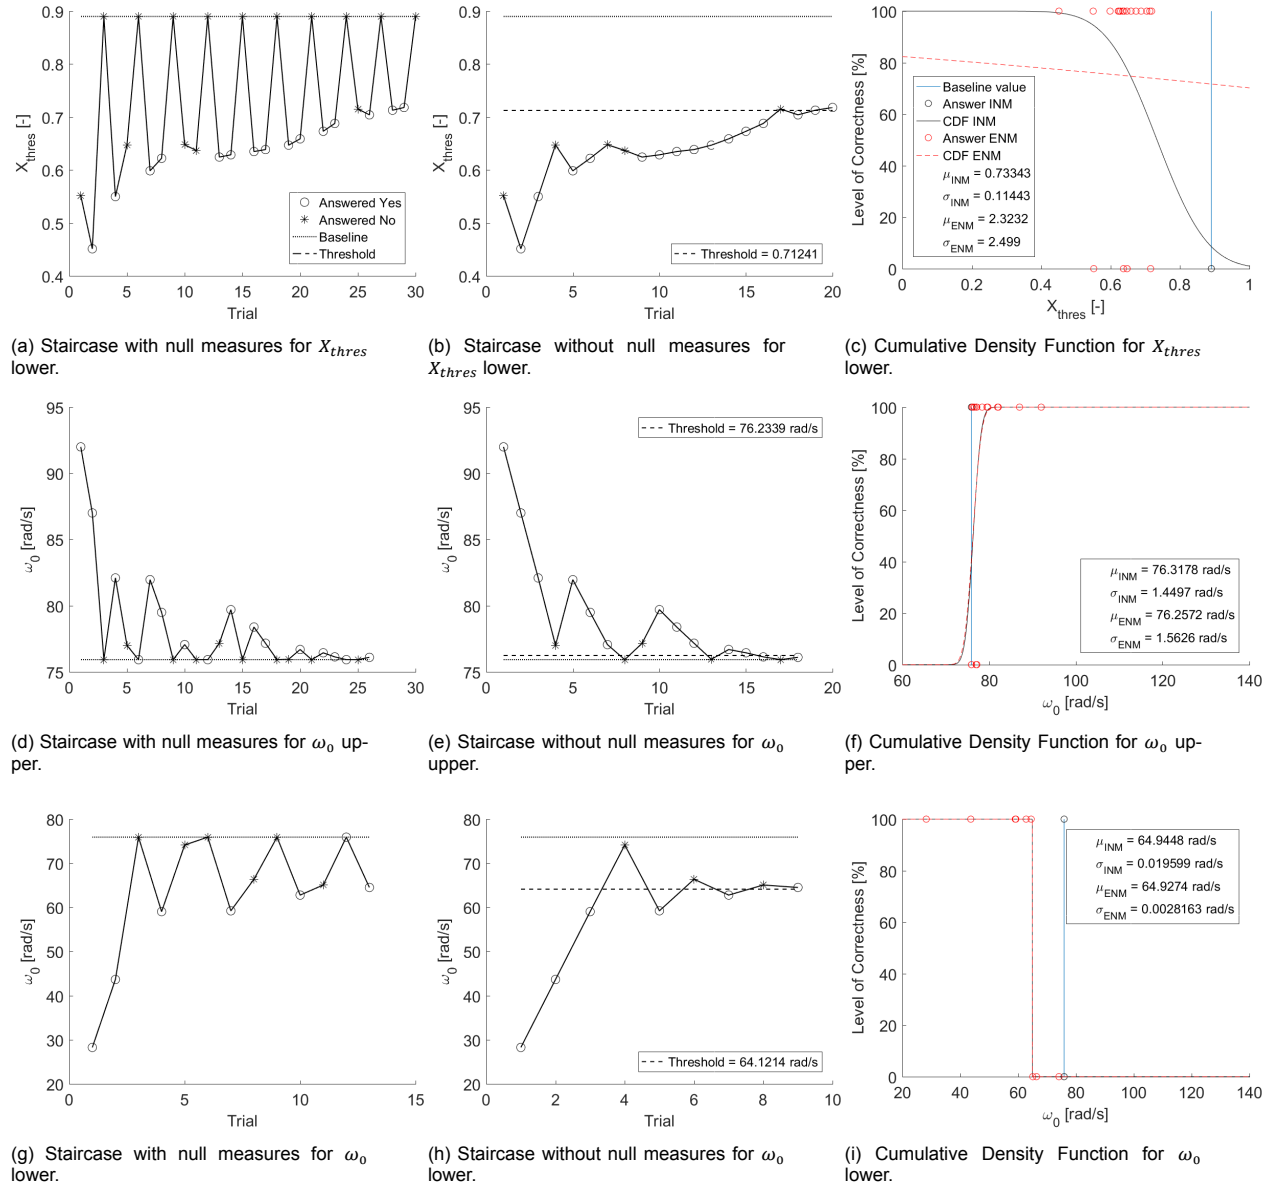 0.9
0.8
0.7
0.6
0.5
0.4
X_thres [-]
0 5 10 15 20 25 30
Trial
Answered Yes
Answered No
Baseline
Threshold
(a) Staircase with null measures for X_thres
lower.
0.9
0.8
0.7
0.6
0.5
0.4
X_thres [-]
0 5 10 15 20
Trial
Threshold = 0.71241
(b) Staircase without null measures for
X_thres lower.
100
80
60
40
20
0
Level of Correctness [%]
0 0.2 0.4 0.6 0.8 1
X_thres [-]
Baseline value
Answer INM
CDF INM
Answer ENM
CDF ENM
μ_INM = 0.73343
σ_INM = 0.11443
μ_ENM = 2.3232
σ_ENM = 2.499
(c) Cumulative Density Function for X_thres
lower.
95
90
85
80
75
ω_0 [rad/s]
0 5 10 15 20 25 30
Trial
(d) Staircase with null measures for ω_0 up-
per.
95
90
85
80
75
ω_0 [rad/s]
0 5 10 15 20
Trial
Threshold = 76.2339 rad/s
(e) Staircase without null measures for ω_0
upper.
100
80
60
40
20
0
Level of Correctness [%]
60 80 100 120 140
ω_0 [rad/s]
μ_INM = 76.3178 rad/s
σ_INM = 1.4497 rad/s
μ_ENM = 76.2572 rad/s
σ_ENM = 1.5626 rad/s
(f) Cumulative Density Function for ω_0 up-
per.
80
70
60
50
40
30
20
ω_0 [rad/s]
0 5 10 15
Trial
(g) Staircase with null measures for ω_0
lower.
80
70
60
50
40
30
20
ω_0 [rad/s]
0 2 4 6 8 10
Trial
Threshold = 64.1214 rad/s
(h) Staircase without null measures for ω_0
lower.
100
80
60
40
20
0
Level of Correctness [%]
20 40 60 80 100 120 140
ω_0 [rad/s]
μ_INM = 64.9448 rad/s
σ_INM = 0.019599 rad/s
μ_ENM = 64.9274 rad/s
σ_ENM = 0.0028163 rad/s
(i) Cumulative Density Function for ω_0
lower.